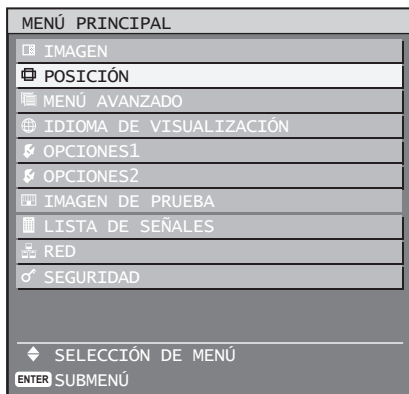 MENÚ PRINCIPAL
IMAGEN
POSICIÓN
MENÚ AVANZADO
IDIOMA DE VISUALIZACIÓN
OPCIONES1
OPCIONES2
IMAGEN DE PRUEBA
LISTA DE SEÑALES
RED
SEGURIDAD
SELECCIÓN DE MENÚ
ENTER SUBMENÚ